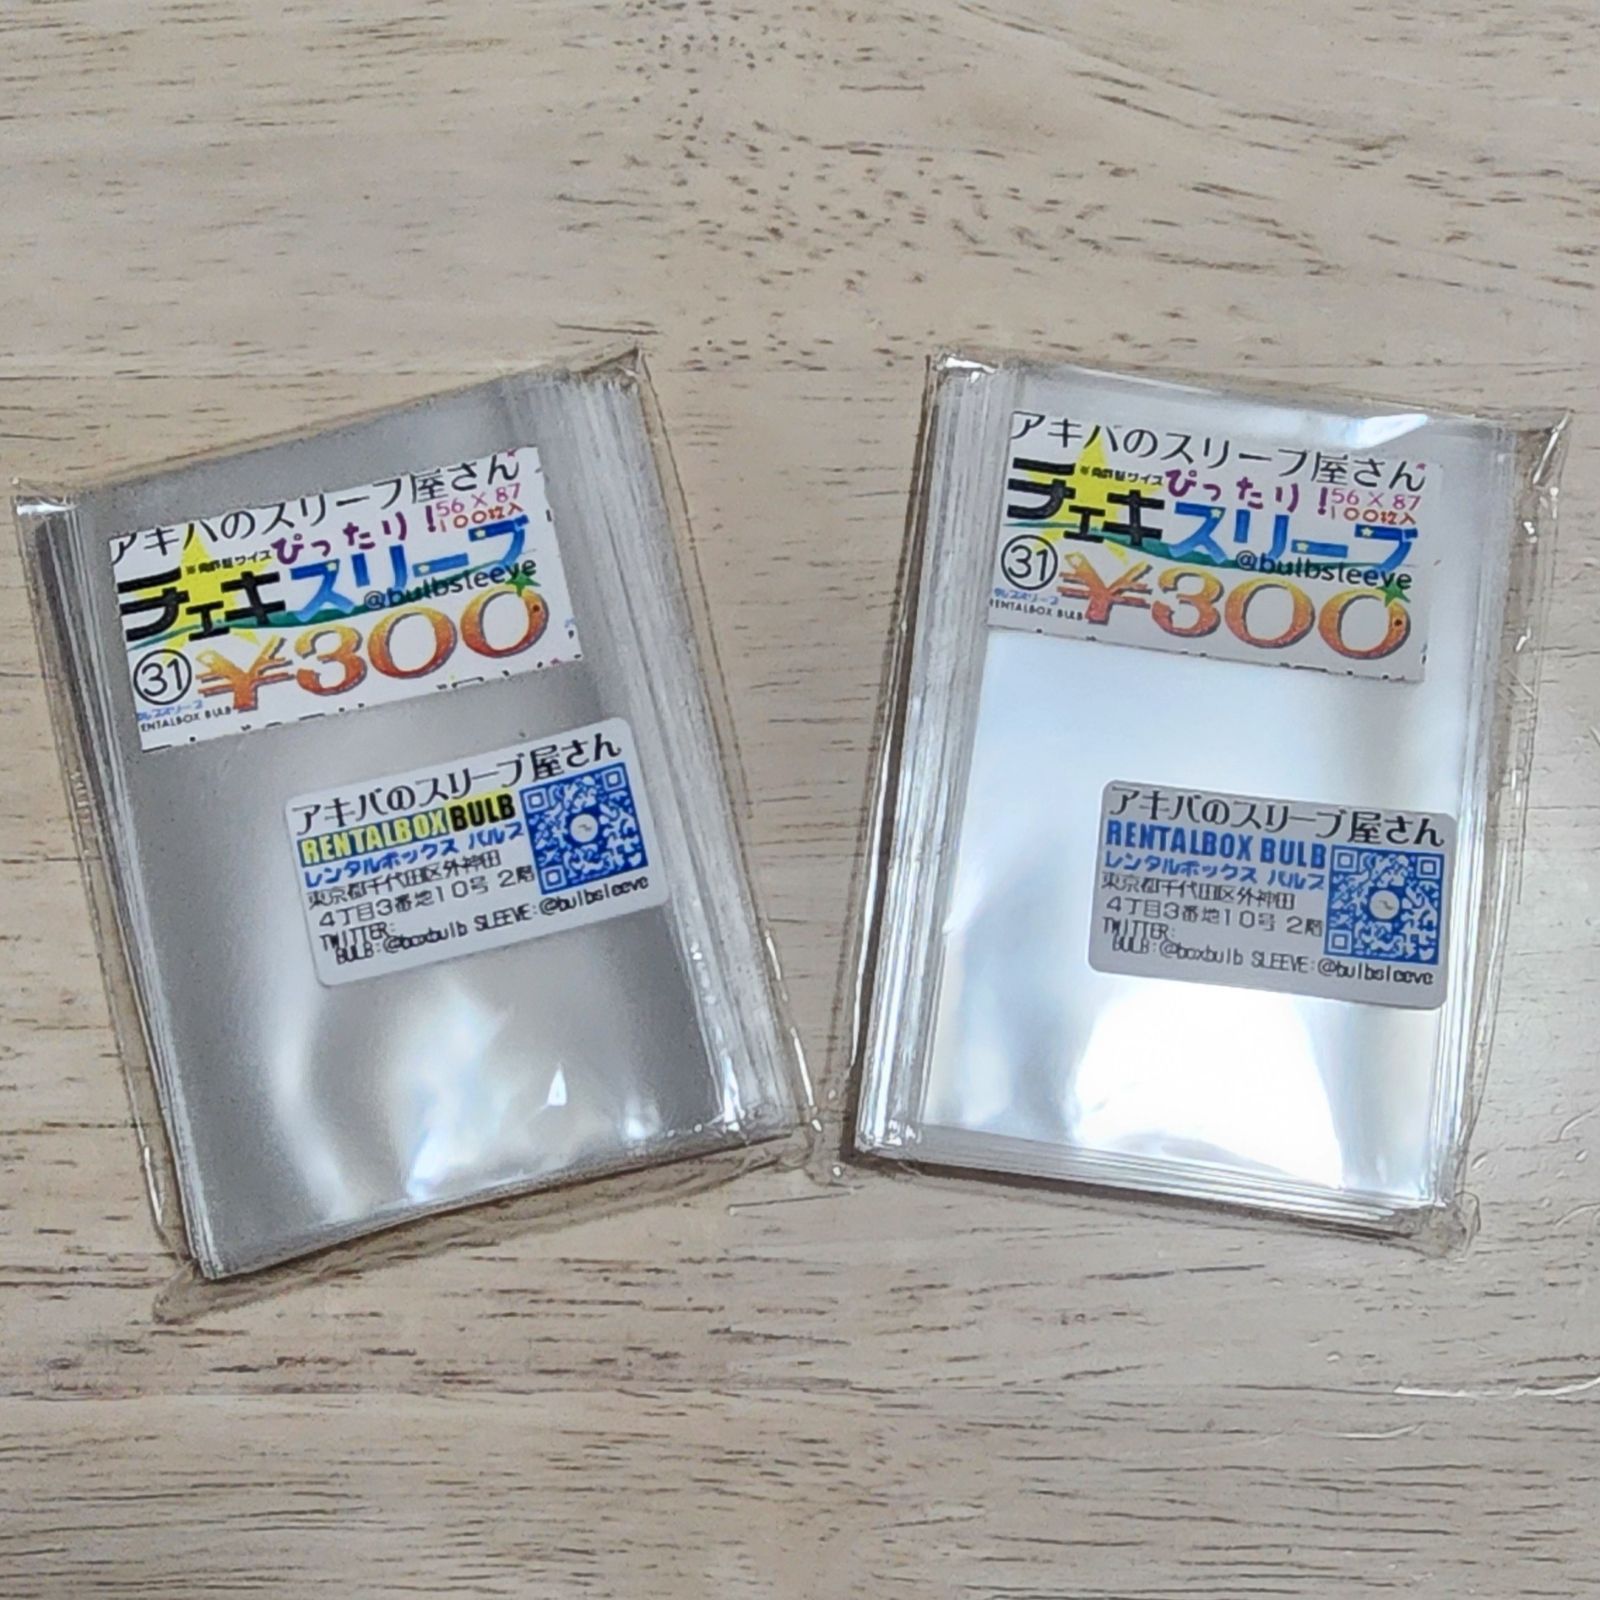 アキバのスリーブ屋さん
ぴったり!
56×87
100枚入
チェキスリーブ
@bulbsleeve
31
¥300
RENTALBOX BULB
アキバのスリーブ屋さん
RENTALBOX BULB
レンタルボックス バルブ
東京都千代田区外神田
4丁目3番地10号 2階
TWITTER:
BULB:@boxbulb SLEEVE:@bulbsleeve
アキバのスリーブ屋さん
ぴったり!
56×87
100枚入
チェキスリーブ
@bulbsleeve
31
¥300
RENTALBOX BULB
アキバのスリーブ屋さん
RENTALBOX BULB
レンタルボックス バルブ
東京都千代田区外神田
4丁目3番地10号 2階
TWITTER:
BULB:@boxbulb SLEEVE:@bulbsleeve